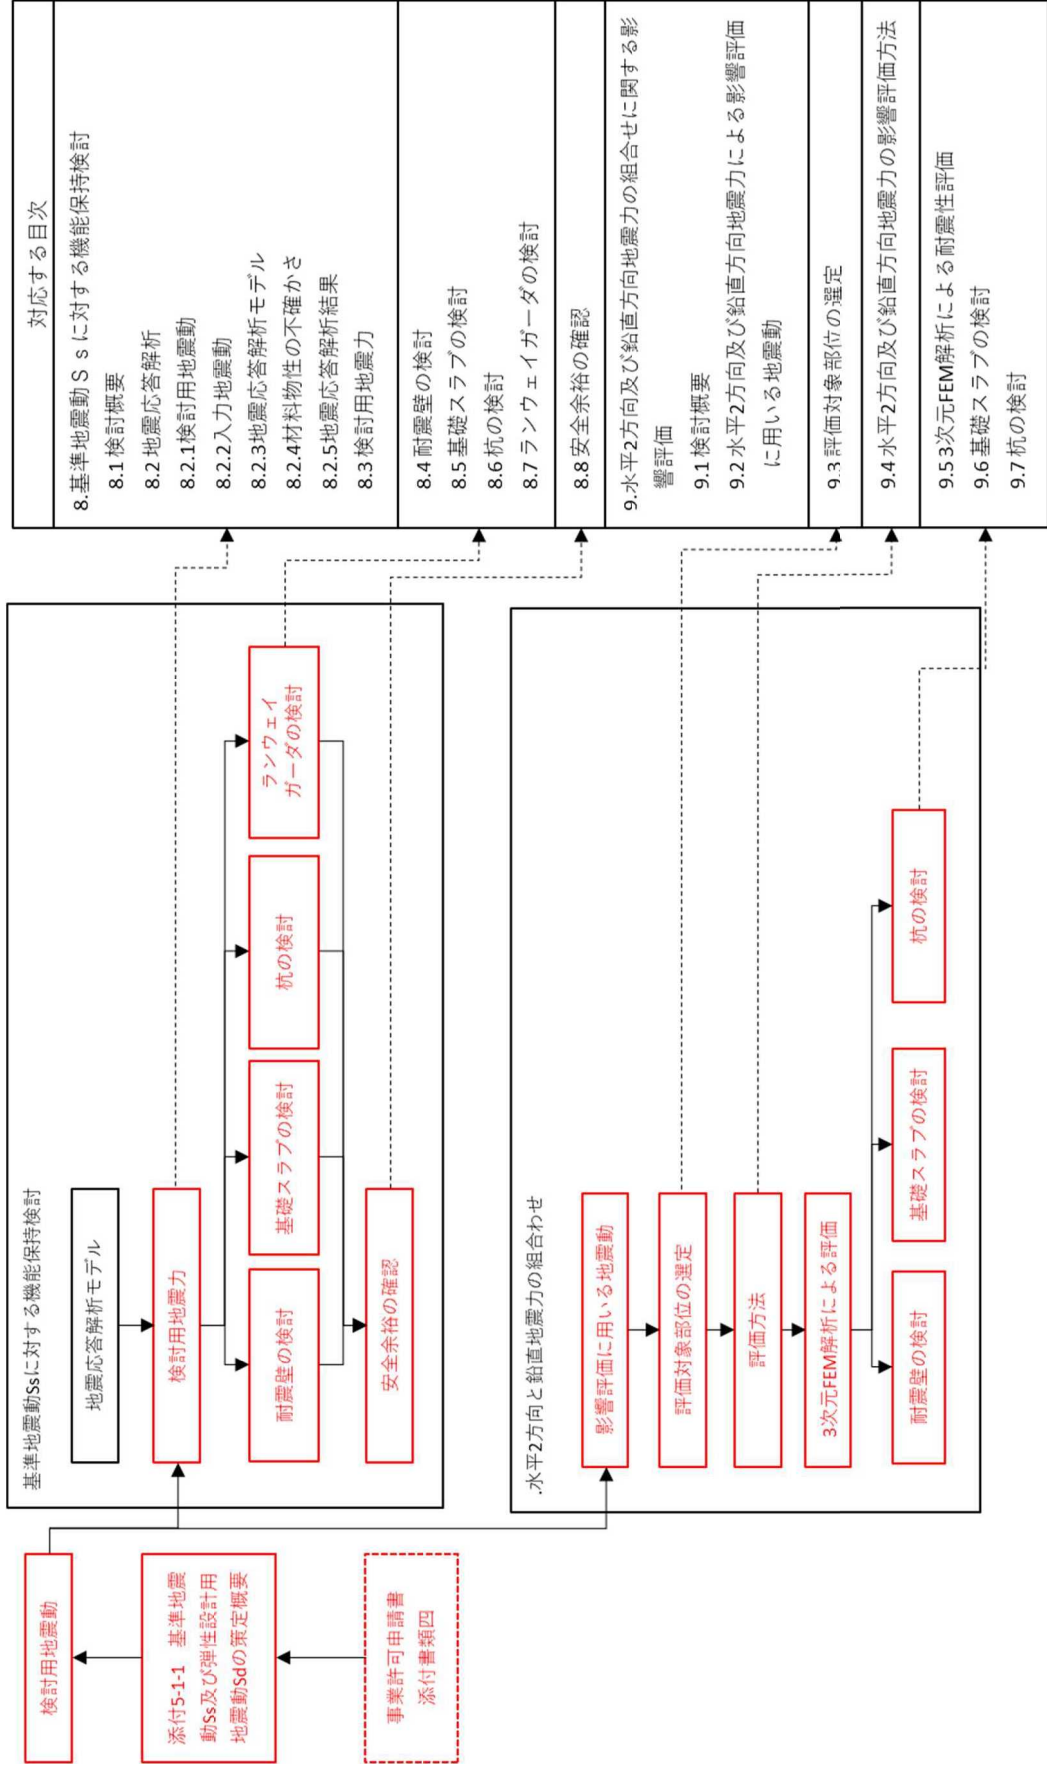 検討用地震動
添付5-1-1　基準地震
動Ss及び弾性設計用
地震動Sdの策定概要
事業許可申請書
添付書類四
基準地震動Ssに対する機能保持検討
地震応答解析モデル
検討用地震力
耐震壁の検討
基礎スラブの検討
杭の検討
ランウェイ
ガーダの検討
安全余裕の確認
.水平2方向と鉛直地震力の組合わせ
影響評価に用いる地震動
評価対象部位の選定
評価方法
3次元FEM解析による評価
耐震壁の検討
基礎スラブの検討
杭の検討
対応する目次
8.基準地震動Ｓｓに対する機能保持検討
8.1 検討概要
8.2 地震応答解析
8.2.1検討用地震動
8.2.2入力地震動
8.2.3地震応答解析モデル
8.2.4材料物性の不確かさ
8.2.5地震応答解析結果
8.3 検討用地震力
8.4 耐震壁の検討
8.5 基礎スラブの検討
8.6 杭の検討
8.7 ランウェイガーダの検討
8.8 安全余裕の確認
9.水平2方向及び鉛直方向地震力の組合せに関する影
響評価
9.1 検討概要
9.2 水平2方向及び鉛直方向地震力による影響評価
に用いる地震動
9.3 評価対象部位の選定
9.4 水平2方向及び鉛直方向地震力の影響評価方法
9.5 3次元FEM解析による耐震性評価
9.6 基礎スラブの検討
9.7 杭の検討